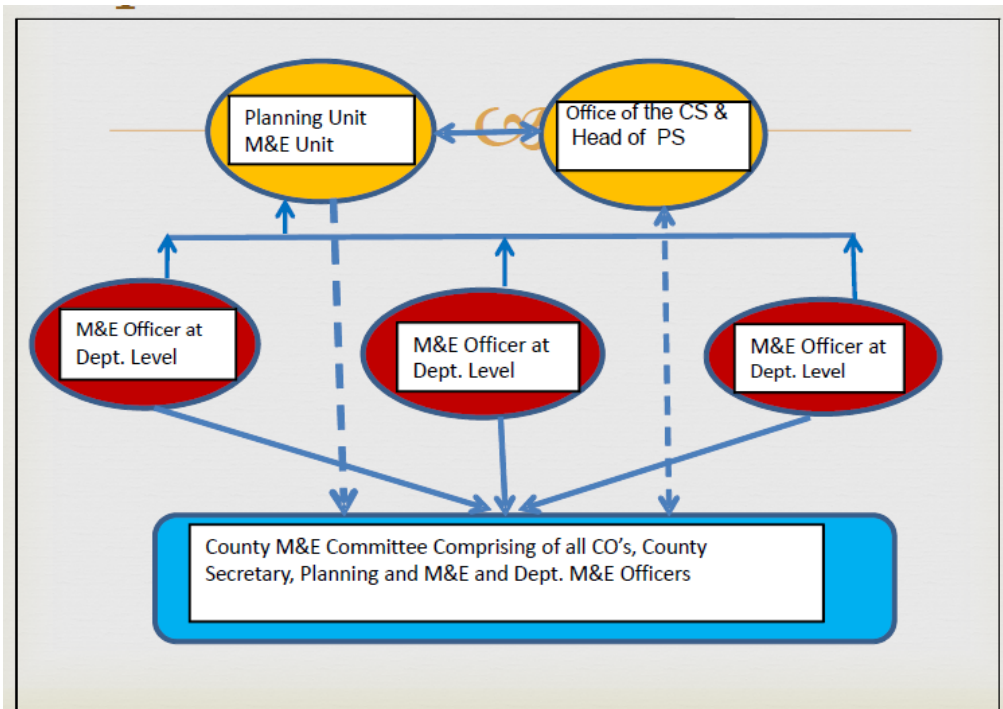 Planning Unit
M&E Unit
Office of the CS &
Head of PS
M&E Officer at
Dept. Level
M&E Officer at
Dept. Level
M&E Officer at
Dept. Level
County M&E Committee Comprising of all CO's, County
Secretary, Planning and M&E and Dept. M&E Officers